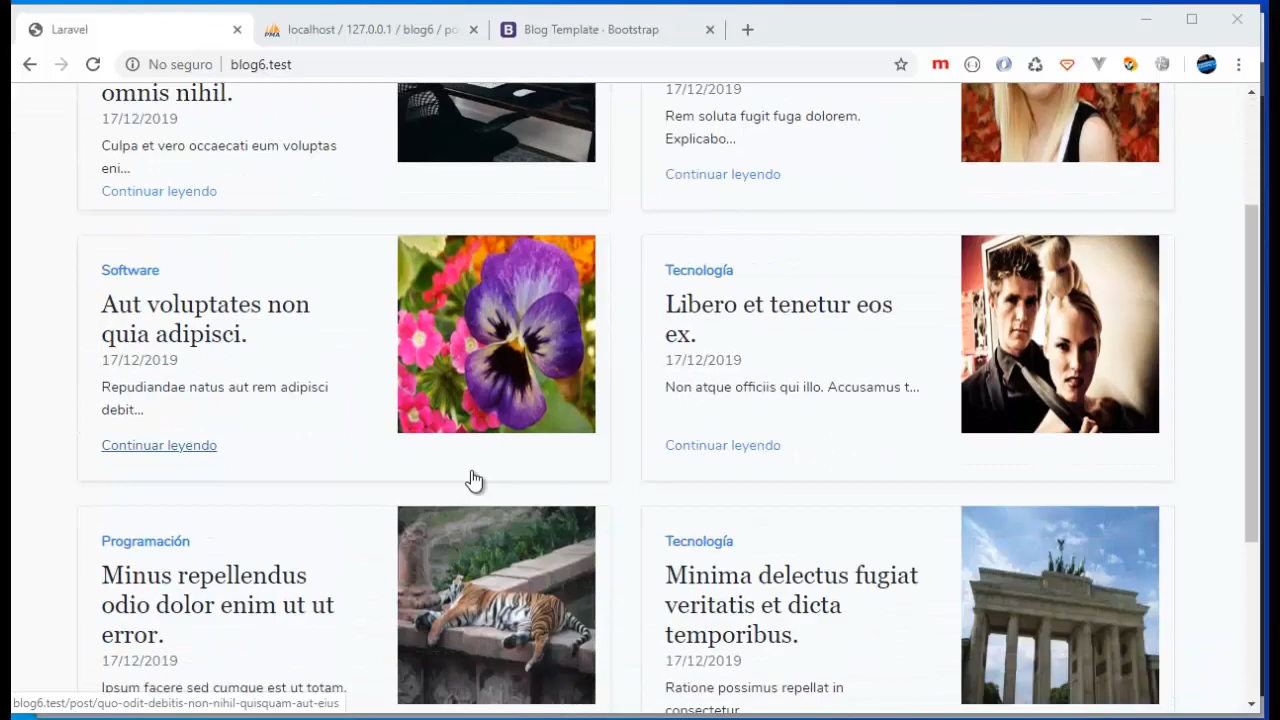 Laravel
localhost / 127.0.0.1 / blog6 / po
Blog Template · Bootstrap
No seguro
blog6.test
omnis nihil.
17/12/2019
Culpa et vero occaecati eum voluptas
eni...
Continuar leyendo
17/12/2019
Rem soluta fugit fuga dolorem.
Explicabo...
Continuar leyendo
Software
Aut voluptates non
quia adipisci.
17/12/2019
Repudiandae natus aut rem adipisci
debit...
Continuar leyendo
Tecnología
Libero et tenetur eos
ex.
17/12/2019
Non atque officiis qui illo. Accusamus t...
Continuar leyendo
Programación
Minus repellendus
odio dolor enim ut ut
error.
17/12/2019
Ipsum facere sed cumque est ut totam.
Tecnología
Minima delectus fugiat
veritatis et dicta
temporibus.
17/12/2019
Ratione possimus repellat in
consectetur
blog6.test/post/quo-odit-debitis-non-nihil-quisquam-aut-eius